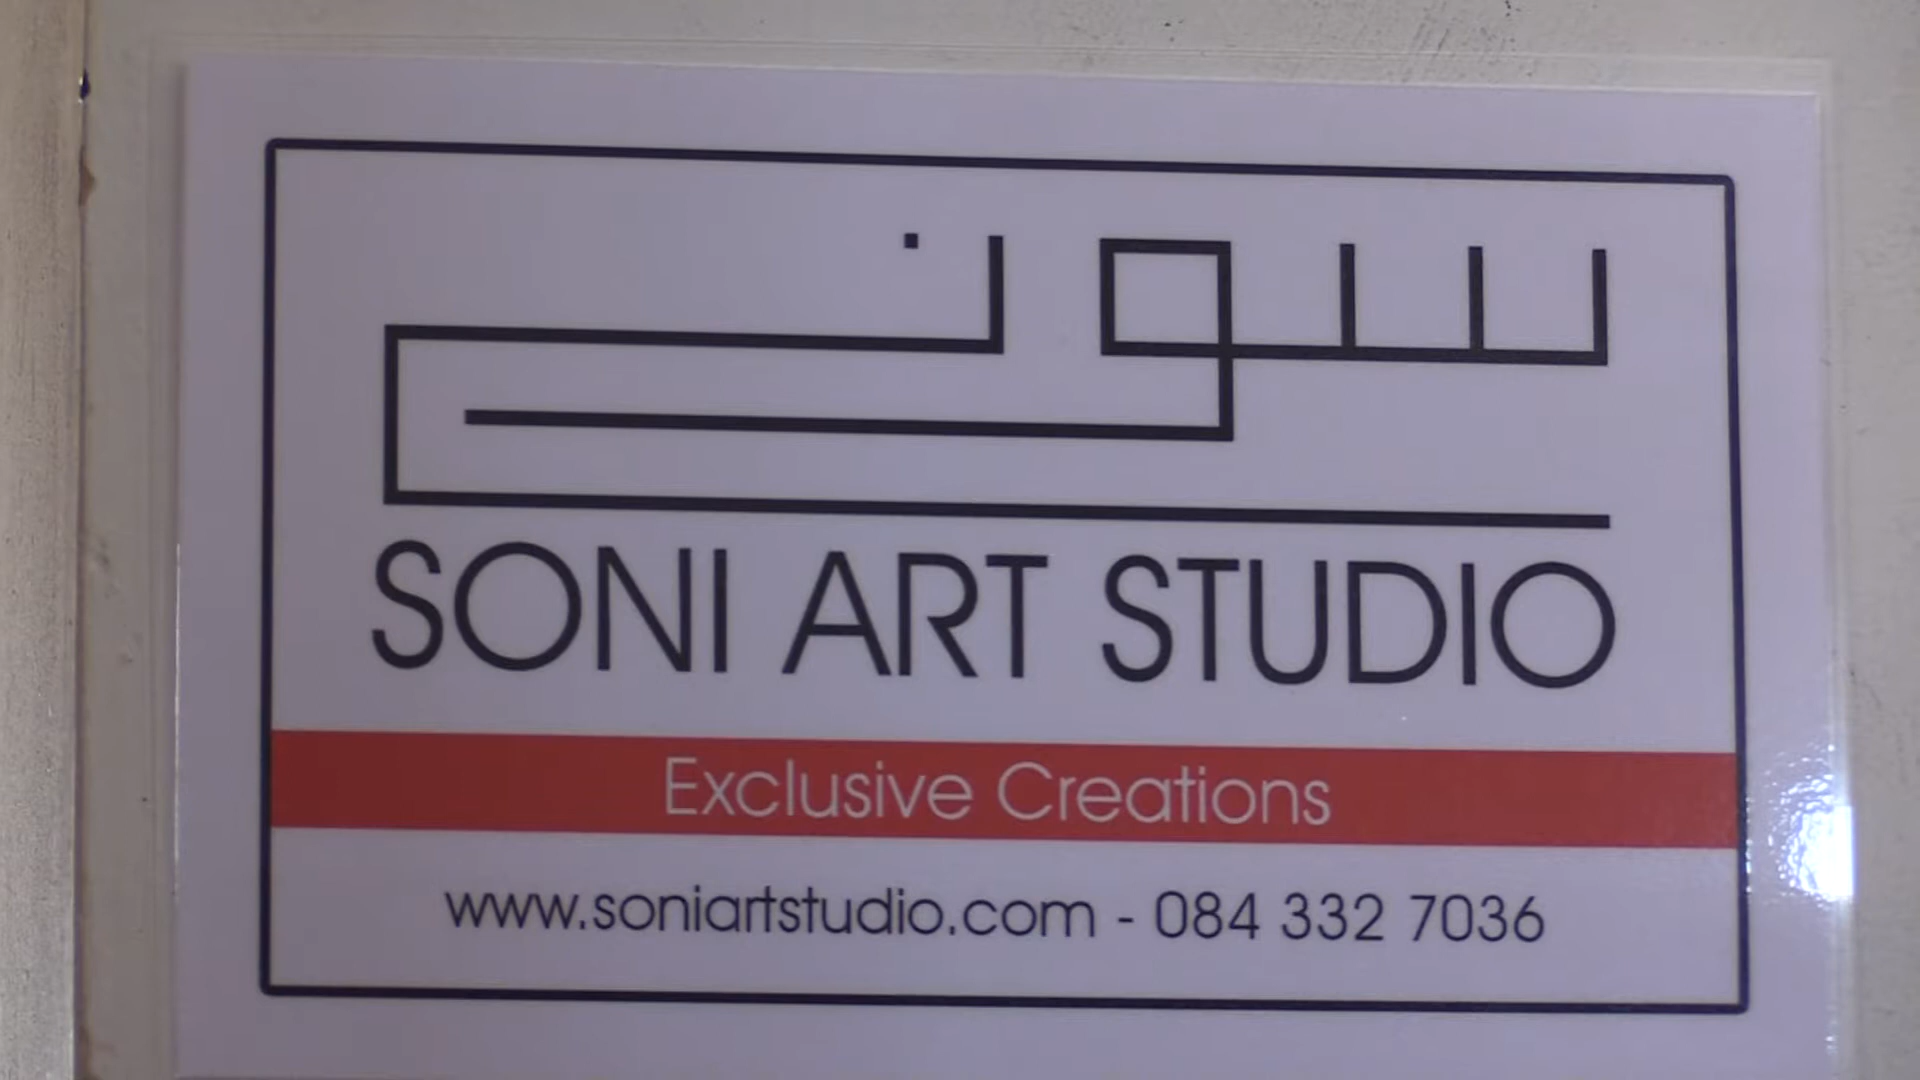 سوني
SONI ART STUDIO
Exclusive Creations
www.soniartstudio.com - 084 332 7036